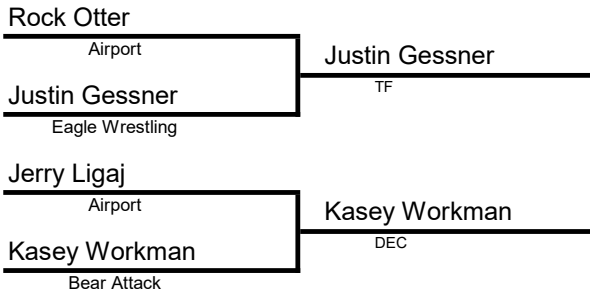 Rock Otter
Airport
Justin Gessner
TF
Justin Gessner
Eagle Wrestling
Jerry Ligaj
Airport
Kasey Workman
DEC
Kasey Workman
Bear Attack